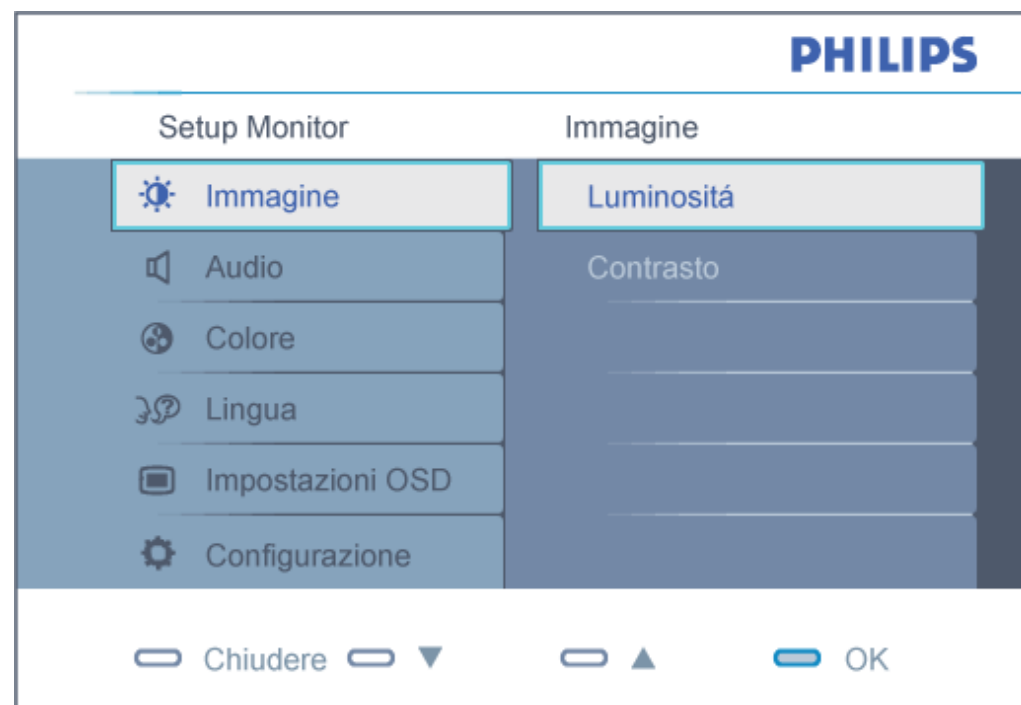 PHILIPS
Setup Monitor Immagine
Immagine Luminositá
Audio Contrasto
Colore
Lingua
Impostazioni OSD
Configurazione
Chiudere ▼ ▲ OK